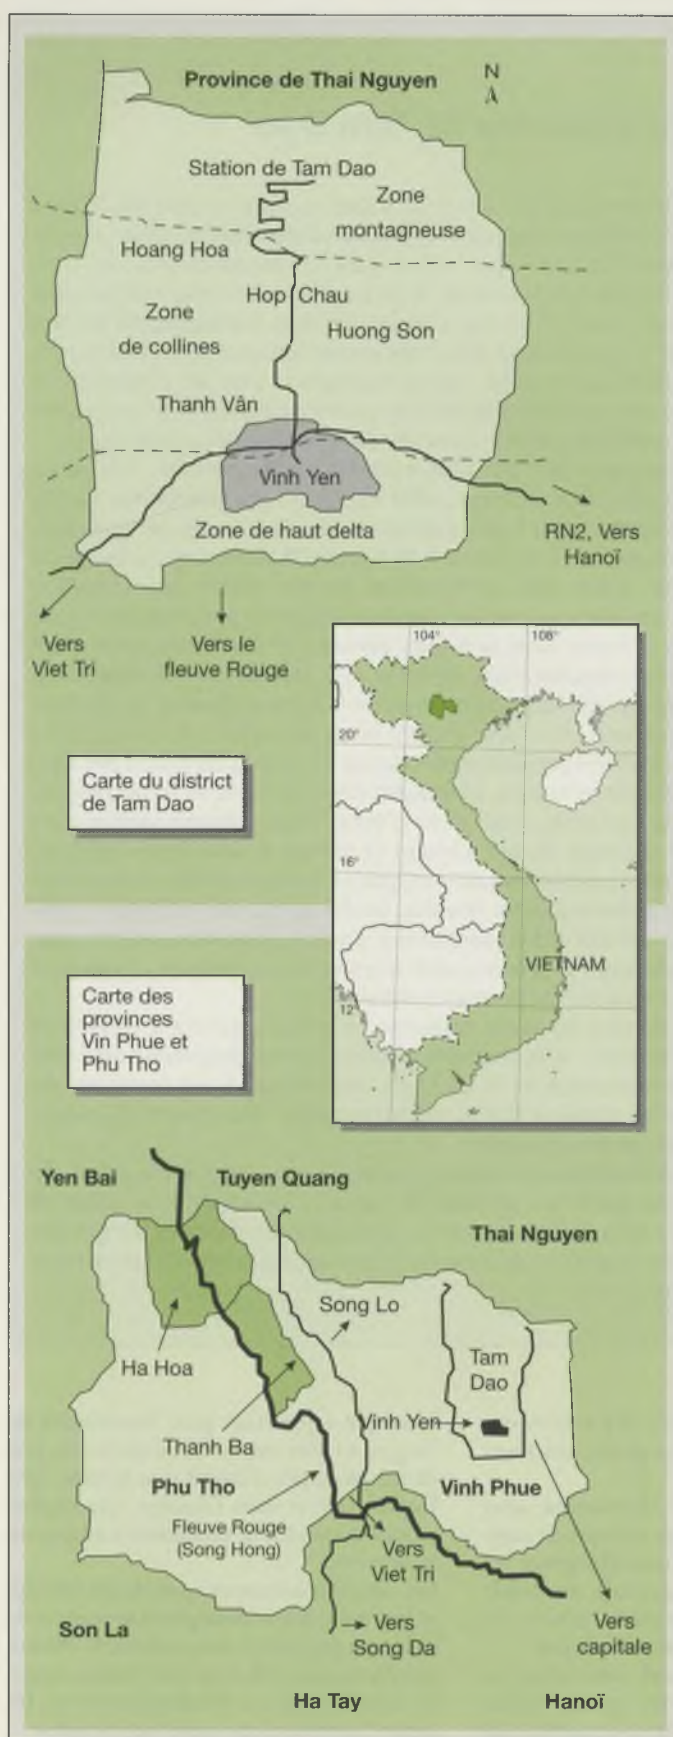 Province de Thai Nguyen
N
Station de Tam Dao
Zone
montagneuse
Hoang Hoa
Hop Chau
Zone
de collines
Huong Son
Thanh Vân
Vinh Yen
Zone de haut delta
RN2, Vers
Hanoï
Vers
Viet Tri
Vers le
fleuve Rouge
Carte du district
de Tam Dao
104°
108°
20°
16°
12°
VIETNAM
Carte des
provinces
Vin Phue et
Phu Tho
Yen Bai
Tuyen Quang
Thai Nguyen
Song Lo
Tam
Dao
Ha Hoa
Vinh Yen
Thanh Ba
Phu Tho
Vinh Phue
Fleuve Rouge
(Song Hong)
Vers
Viet Tri
Son La
Vers
Song Da
Vers
capitale
Ha Tay
Hanoï